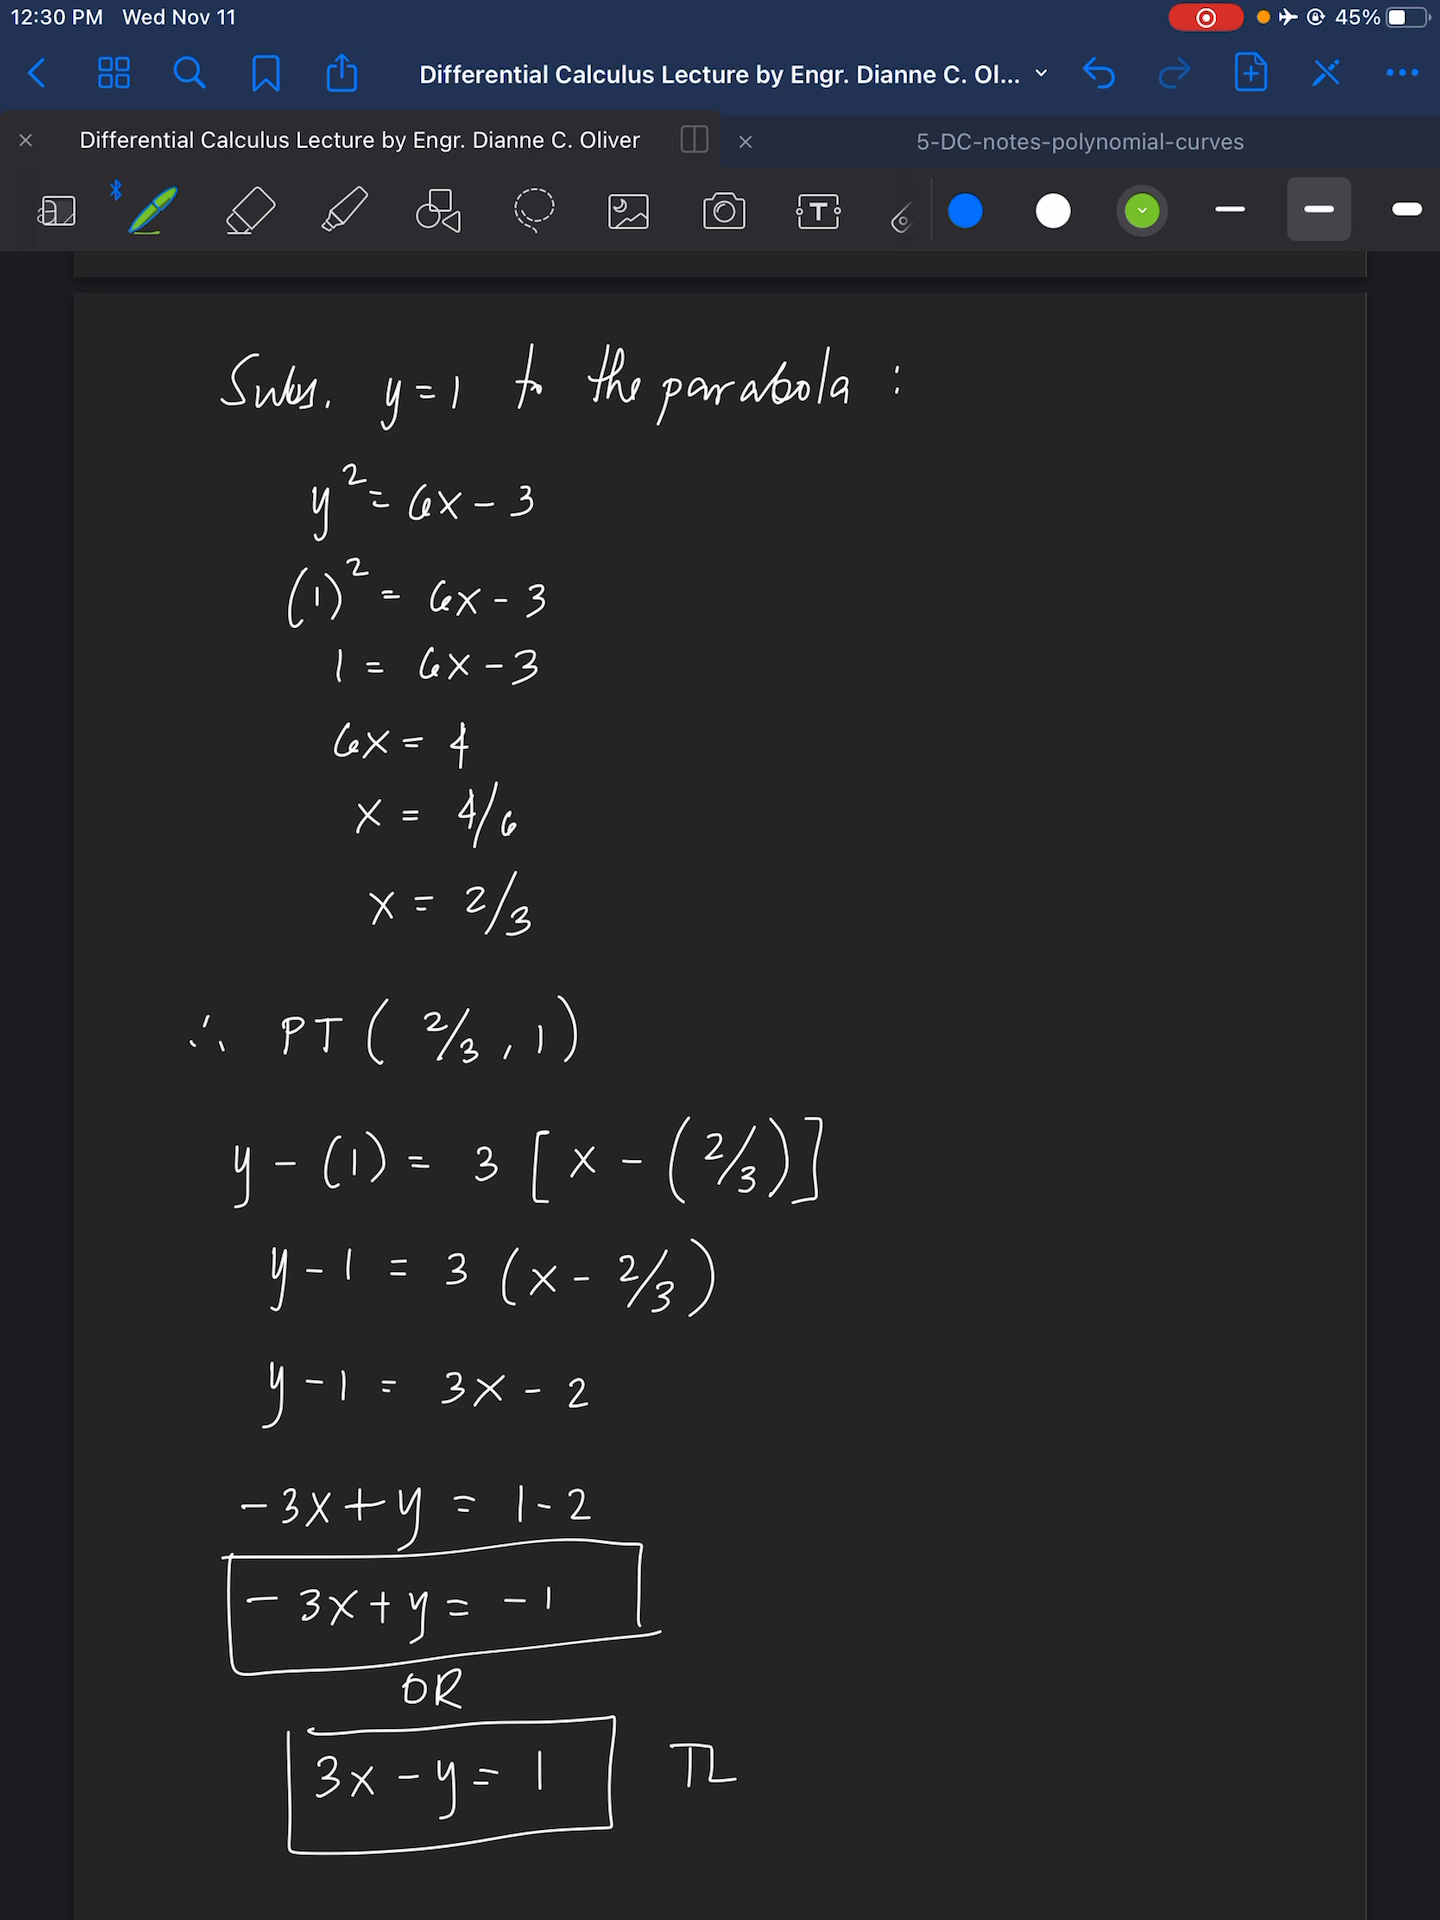 12:30 PM Wed Nov 11 45%
Differential Calculus Lecture by Engr. Dianne C. Ol...
Differential Calculus Lecture by Engr. Dianne C. Oliver
5-DC-notes-polynomial-curves
Subs. y=1 to the parabola :
y² = 6x - 3
(1)² = 6x - 3
1 = 6x - 3
6x = 4
x = 4/6
x = 2/3
∴ PT ( 2/3 , 1 )
y - (1) = 3 [ x - ( 2/3 ) ]
y - 1 = 3 ( x - 2/3 )
y - 1 = 3x - 2
-3x + y = 1 - 2
-3x + y = -1
OR
3x - y = 1 TL